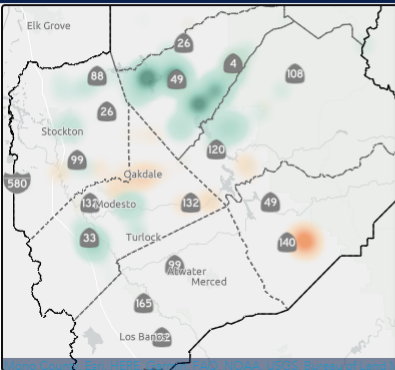 Elk Grove
26
4
88
49
108
26
Stockton
120
99
Oakdale
580
132
Modesto
132
49
33
Turlock
140
99
Atwater
Merced
165
Los Banos